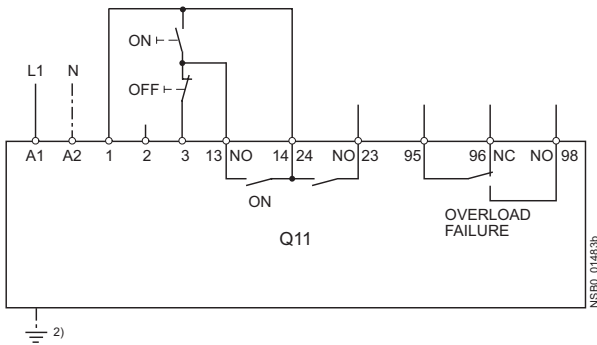 ON
L1 N
OFF
A1 A2 1 2 3 13 NO 14 24 NO 23 95 96 NC NO 98
ON
OVERLOAD
FAILURE
Q11
NSB0_01483b
2)